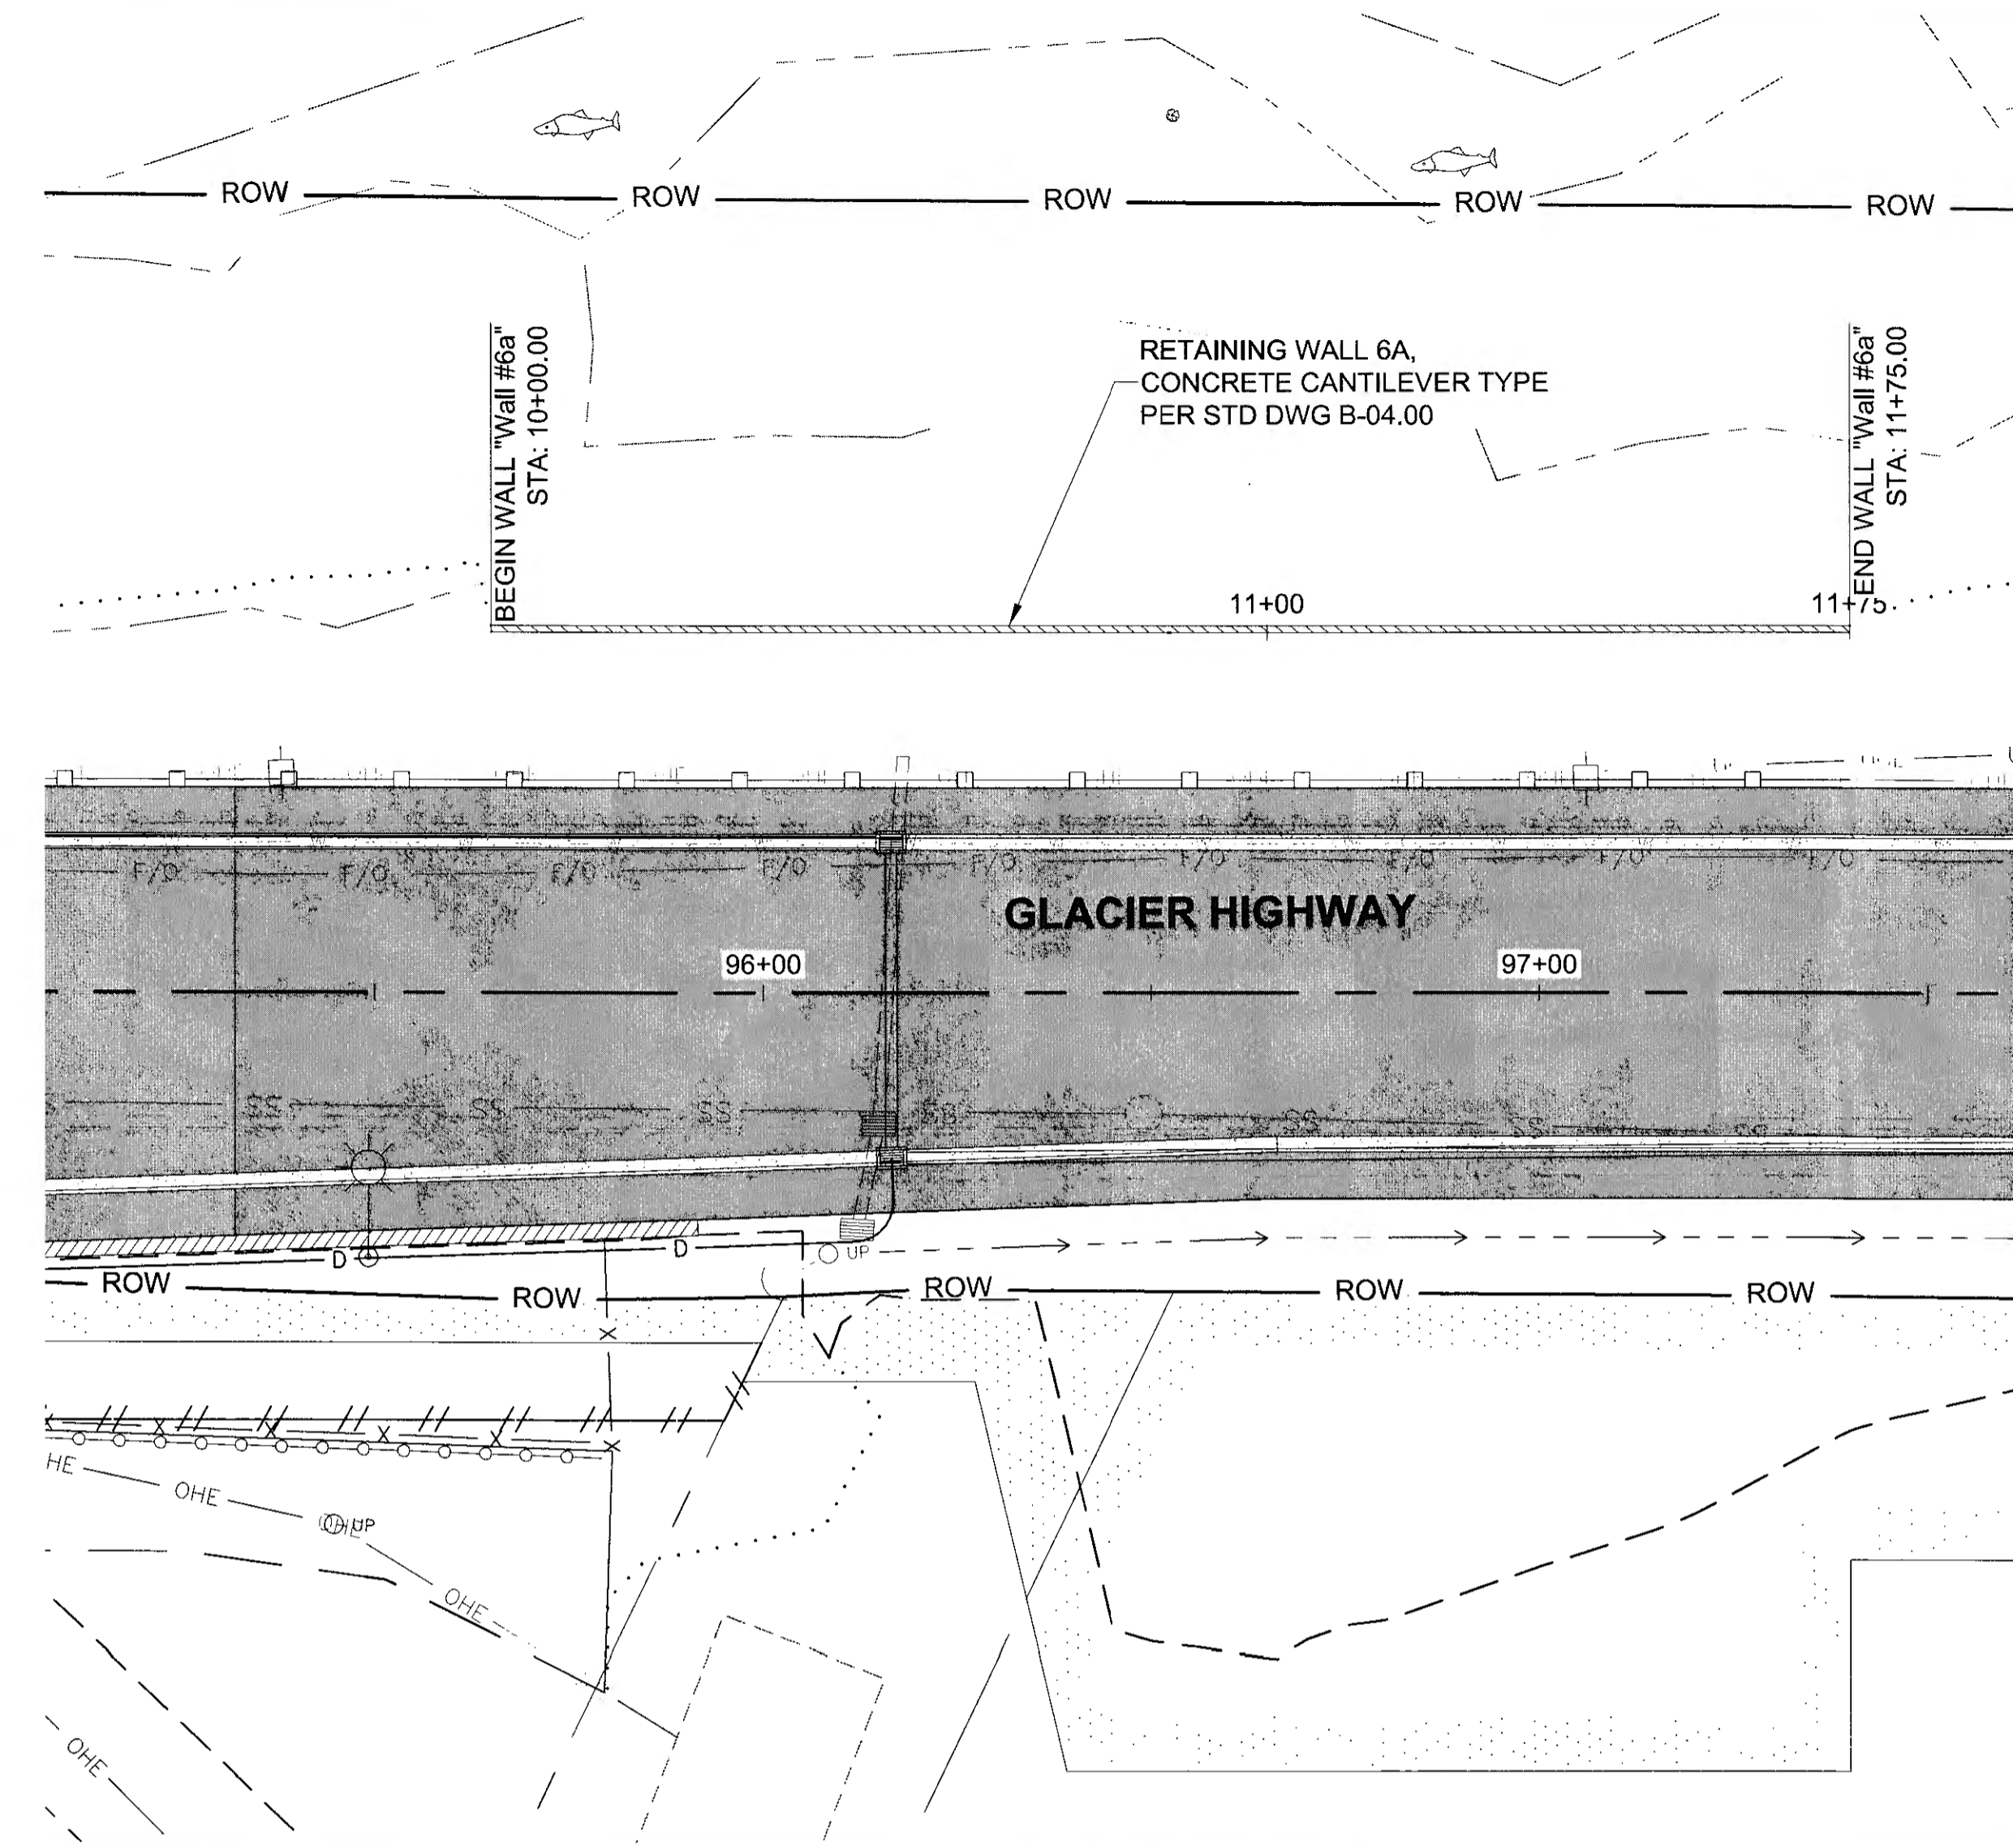 ROW ROW ROW ROW ROW
BEGIN WALL "Wall #6a"
STA: 10+00.00
RETAINING WALL 6A,
CONCRETE CANTILEVER TYPE
PER STD DWG B-04.00
END WALL "Wall #6a"
STA: 11+75.00
11+00 11+75
F/O F/O F/O F/O F/O F/O F/O F/O F/O
GLACIER HIGHWAY
96+00 97+00
SS SS SS SS SS SS SS
D D UP
ROW ROW ROW ROW ROW
HE
OHE
UP
OHE
OHE